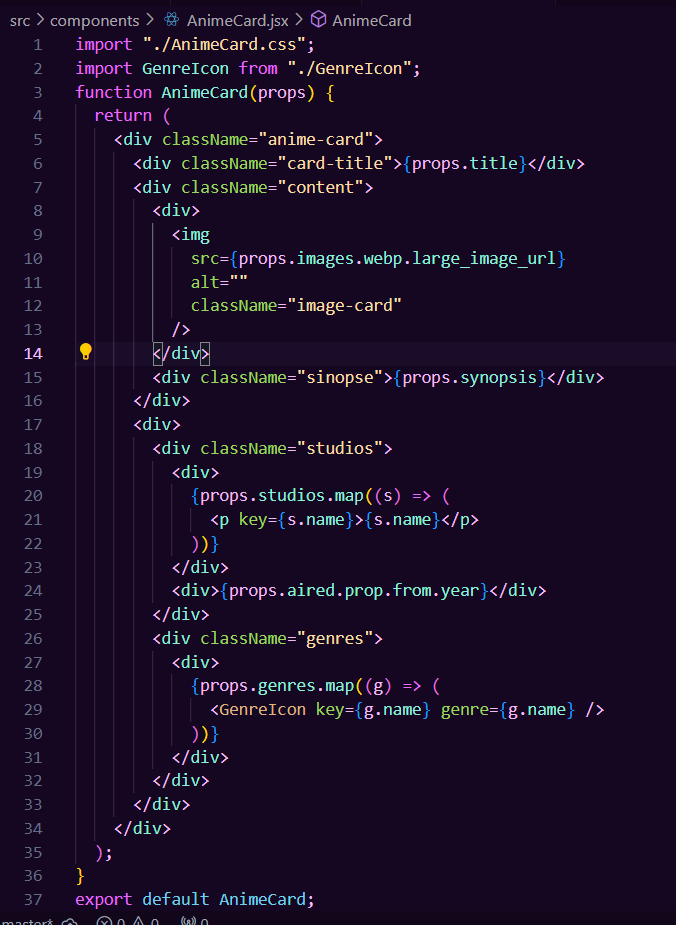 src > components > AnimeCard.jsx > AnimeCard
1 import "./AnimeCard.css";
2 import GenreIcon from "./GenreIcon";
3 function AnimeCard(props) {
4 return (
5 <div className="anime-card">
6 <div className="card-title">{props.title}</div>
7 <div className="content">
8 <div>
9 <img
10 src={props.images.webp.large_image_url}
11 alt=""
12 className="image-card"
13 />
14 </div>
15 <div className="sinopse">{props.synopsis}</div>
16 </div>
17 <div>
18 <div className="studios">
19 <div>
20 {props.studios.map((s) => (
21 <p key={s.name}>{s.name}</p>
22 ))}
23 </div>
24 <div>{props.aired.prop.from.year}</div>
25 </div>
26 <div className="genres">
27 <div>
28 {props.genres.map((g) => (
29 <GenreIcon key={g.name} genre={g.name} />
30 ))}
31 </div>
32 </div>
33 </div>
34 </div>
35 );
36 }
37 export default AnimeCard;
master* 0 0 0